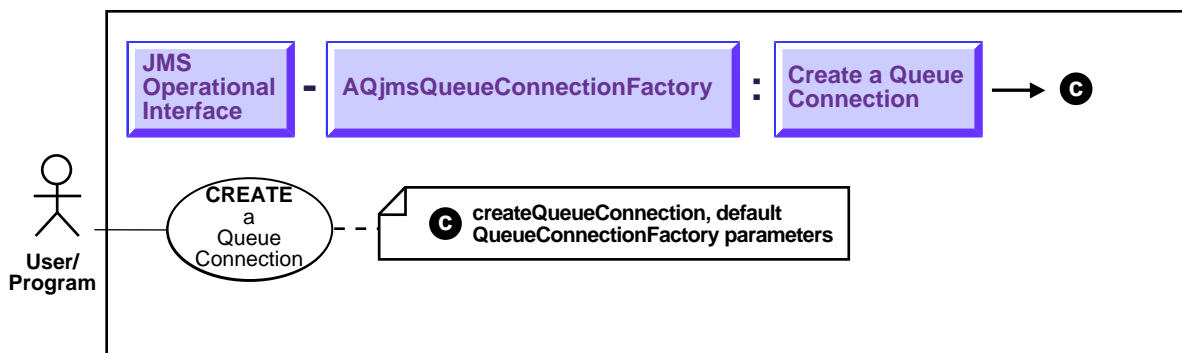 JMS
Operational
Interface
-
AQjmsQueueConnectionFactory
:
Create a Queue
Connection
C
User/
Program
CREATE
a
Queue
Connection
C
createQueueConnection, default
QueueConnectionFactory parameters